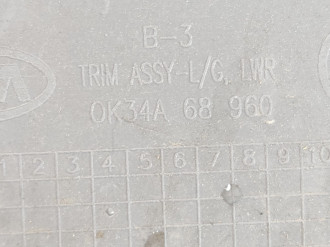 B-3
TRIM ASSY-L/G, LWR
0K34A 68 960
1 2 3 4 5 6 7 8 9 10